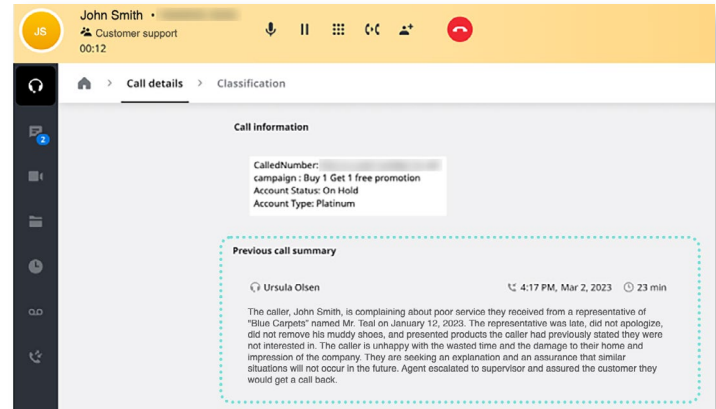 John Smith •
JS
Customer support
00:12
Call details
Classification
2
Call information
CalledNumber:
campaign : Buy 1 Get 1 free promotion
Account Status: On Hold
Account Type: Platinum
Previous call summary
Ursula Olsen
4:17 PM, Mar 2, 2023
23 min
The caller, John Smith, is complaining about poor service they received from a representative of
"Blue Carpets" named Mr. Teal on January 12, 2023. The representative was late, did not apologize,
did not remove his muddy shoes, and presented products the caller had previously stated they were
not interested in. The caller is unhappy with the wasted time and the damage to their home and
impression of the company. They are seeking an explanation and an assurance that similar
situations will not occur in the future. Agent escalated to supervisor and assured the customer they
would get a call back.